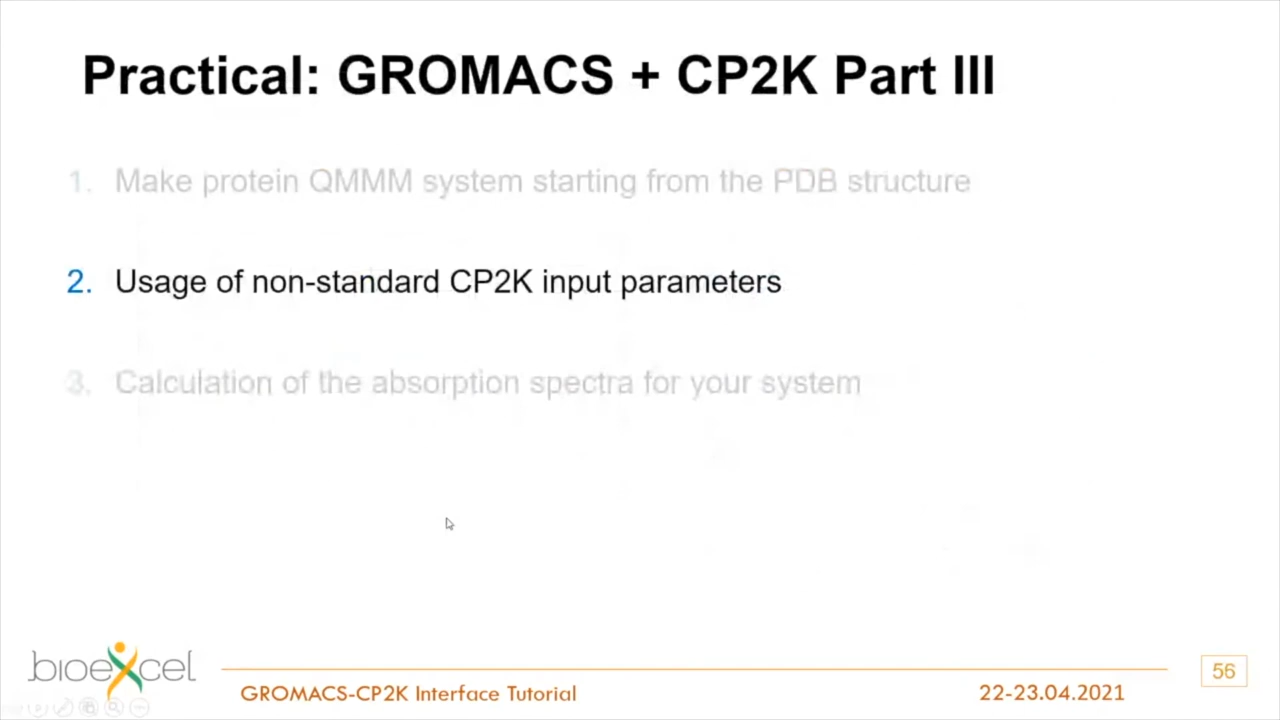 Practical: GROMACS + CP2K Part III
1. Make protein QMMM system starting from the PDB structure
2. Usage of non-standard CP2K input parameters
3. Calculation of the absorption spectra for your system
bioexcel
GROMACS-CP2K Interface Tutorial
22-23.04.2021
56